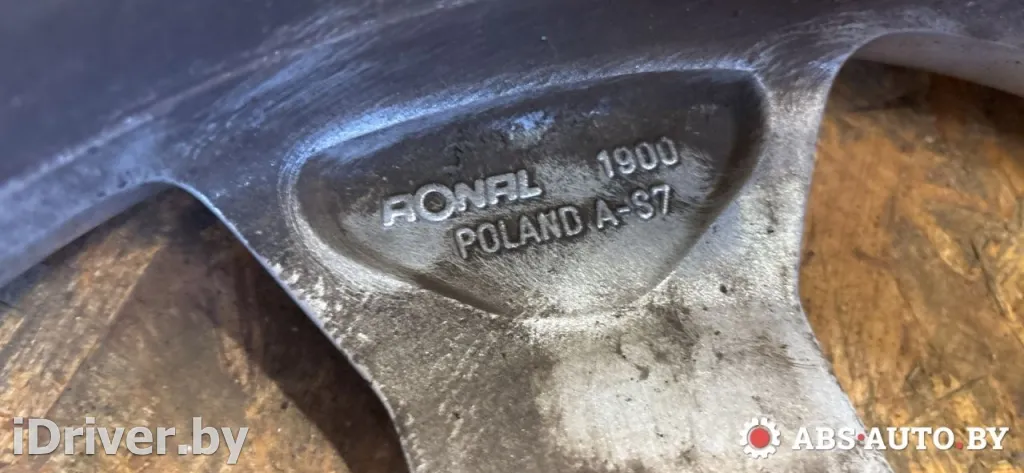 RONAL 1900
POLAND A-S7
iDriver.by
ABS-AUTO.BY